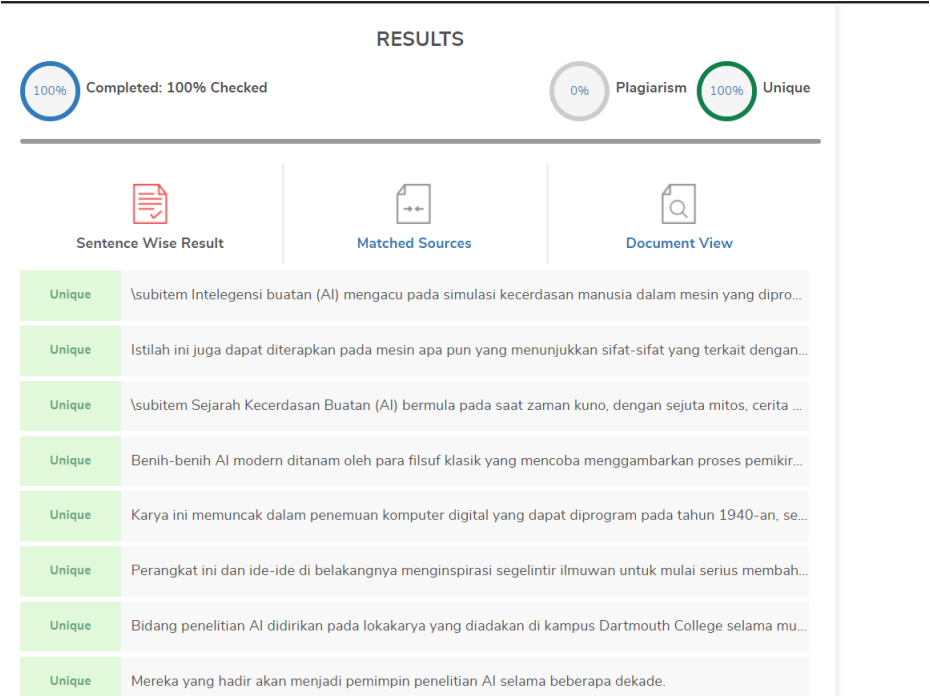 RESULTS
100% Completed: 100% Checked 0% Plagiarism 100% Unique
Sentence Wise Result Matched Sources Document View
Unique \subitem Intelegensi buatan (AI) mengacu pada simulasi kecerdasan manusia dalam mesin yang dipro...
Unique Istilah ini juga dapat diterapkan pada mesin apa pun yang menunjukkan sifat-sifat yang terkait dengan...
Unique \subitem Sejarah Kecerdasan Buatan (AI) bermula pada saat zaman kuno, dengan sejuta mitos, cerita ...
Unique Benih-benih AI modern ditanam oleh para filsuf klasik yang mencoba menggambarkan proses pemikir...
Unique Karya ini memuncak dalam penemuan komputer digital yang dapat diprogram pada tahun 1940-an, se...
Unique Perangkat ini dan ide-ide di belakangnya menginspirasi segelintir ilmuwan untuk mulai serius membah...
Unique Bidang penelitian AI didirikan pada lokakarya yang diadakan di kampus Dartmouth College selama mu...
Unique Mereka yang hadir akan menjadi pemimpin penelitian AI selama beberapa dekade.